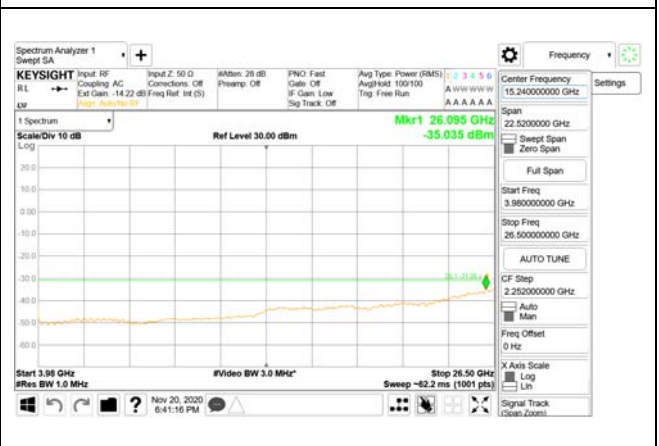 Spectrum Analyzer 1
Swept SA
Frequency
KEYSIGHT
Input: RF
Input Z: 50 Ω
#Atten: 28 dB
PNO: Fast
Avg Type: Power (RMS)
1 2 3 4 5 6
RL
Coupling: AC
Corrections: Off
Preamp: Off
Gate: Off
Avg|Hold: 100/100
A W W W W W
Ext Gain: -14.22 dB
Freq Ref: Int (S)
IF Gain: Low
Trig: Free Run
Align: Auto/No RF
Sig Track: Off
A A A A A A
1 Spectrum
Mkr1 26.095 GHz
Scale/Div 10 dB
Ref Level 30.00 dBm
-35.035 dBm
Log
20.0
10.0
0.00
-10.0
-20.0
-30.0
-40.0
-50.0
-60.0
Start 3.98 GHz
#Video BW 3.0 MHz*
Stop 26.50 GHz
#Res BW 1.0 MHz
Sweep ~62.2 ms (1001 pts)
Nov 20, 2020
6:41:16 PM
Center Frequency
15.240000000 GHz
Settings
Span
22.5200000 GHz
Swept Span
Zero Span
Full Span
Start Freq
3.980000000 GHz
Stop Freq
26.500000000 GHz
AUTO TUNE
CF Step
2.252000000 GHz
Auto
Man
Freq Offset
0 Hz
X Axis Scale
Log
Lin
Signal Track
(Span Zoom)